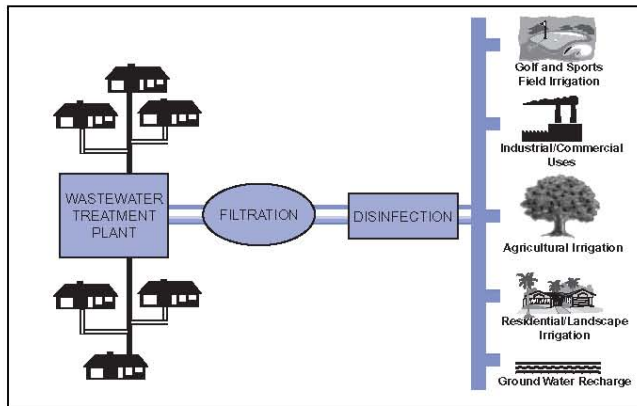 WASTEWATER
TREATMENT
PLANT
FILTRATION
DISINFECTION
Golf and Sports
Field Irrigation
Industrial/Commercial
Uses
Agricultural Irrigation
Residential/Landscape
Irrigation
Ground Water Recharge